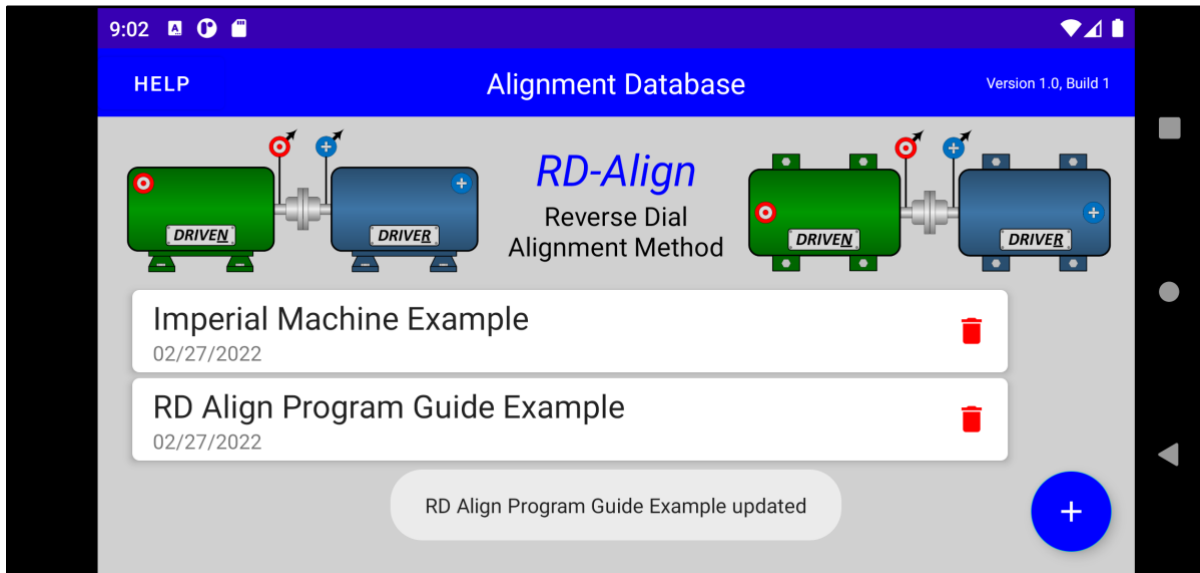 9:02
HELP
Alignment Database
Version 1.0, Build 1
RD-Align
Reverse Dial
Alignment Method
DRIVEN
DRIVER
DRIVEN
DRIVER
Imperial Machine Example
02/27/2022
RD Align Program Guide Example
02/27/2022
RD Align Program Guide Example updated